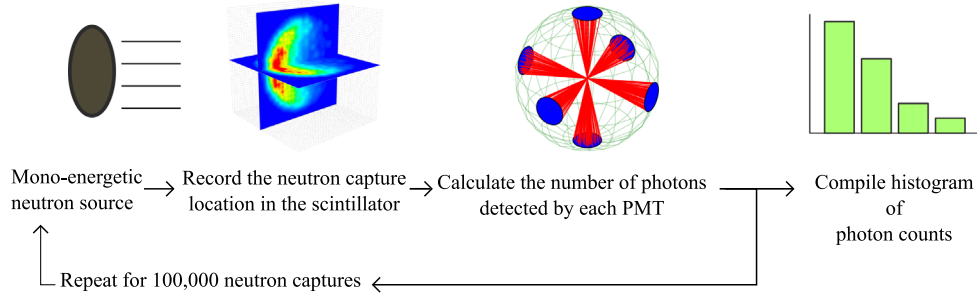 Mono-energetic
neutron source
Record the neutron capture
location in the scintillator
Calculate the number of photons
detected by each PMT
Compile histogram
of
photon counts
Repeat for 100,000 neutron captures